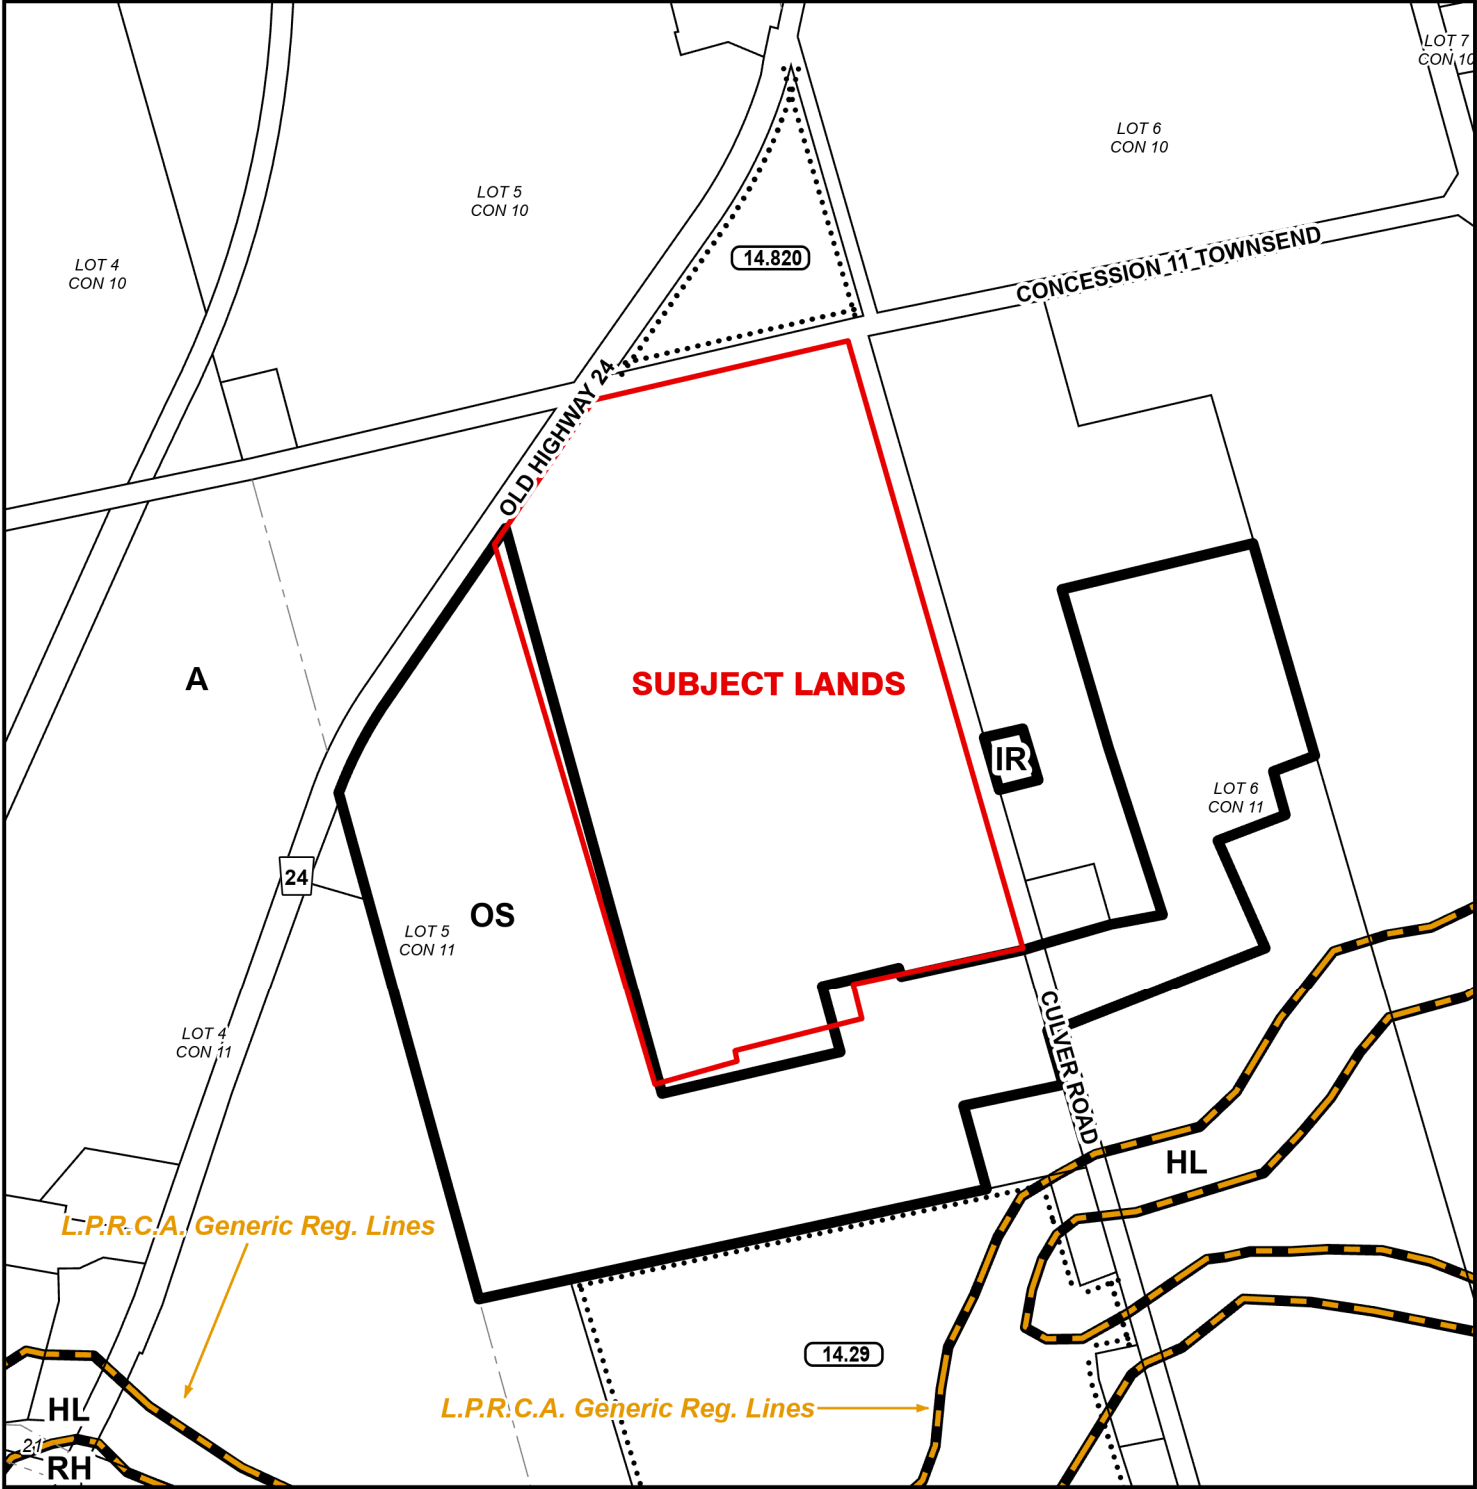 LOT 7
CON 10
LOT 6
CON 10
LOT 5
CON 10
LOT 4
CON 10
14.820
CONCESSION 11 TOWNSEND
OLD HIGHWAY 24
A
SUBJECT LANDS
IR
LOT 6
CON 11
24
OS
LOT 5
CON 11
LOT 4
CON 11
CULVER ROAD
HL
L.P.R.C.A. Generic Reg. Lines
14.29
L.P.R.C.A. Generic Reg. Lines
HL
21
RH